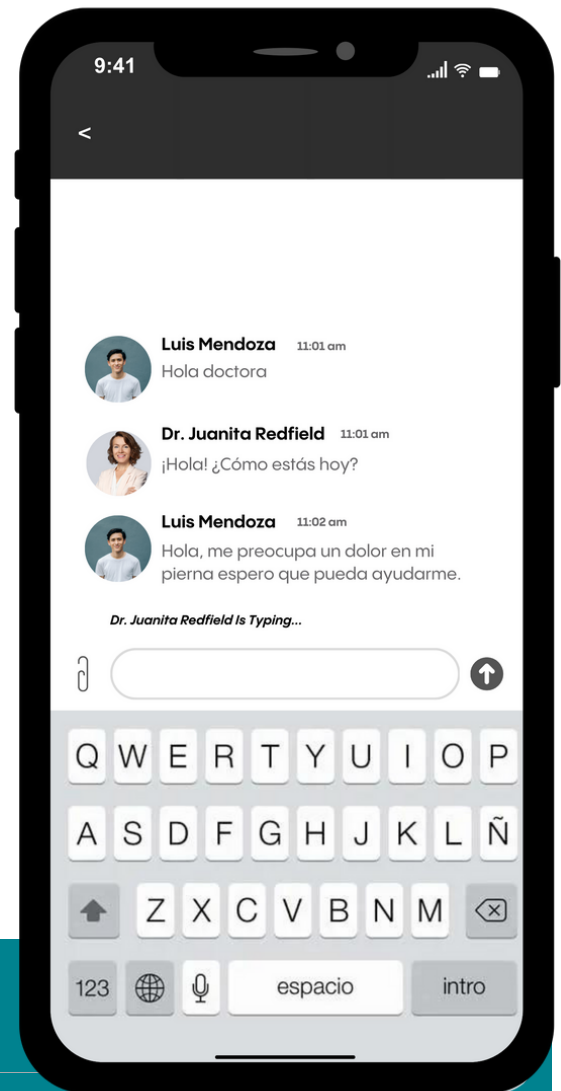 9:41
<
Luis Mendoza 11:01 am
Hola doctora
Dr. Juanita Redfield 11:01 am
¡Hola! ¿Cómo estás hoy?
Luis Mendoza 11:02 am
Hola, me preocupa un dolor en mi
pierna espero que pueda ayudarme.
Dr. Juanita Redfield Is Typing...
Q W E R T Y U I O P
A S D F G H J K L Ñ
Z X C V B N M
123 espacio intro